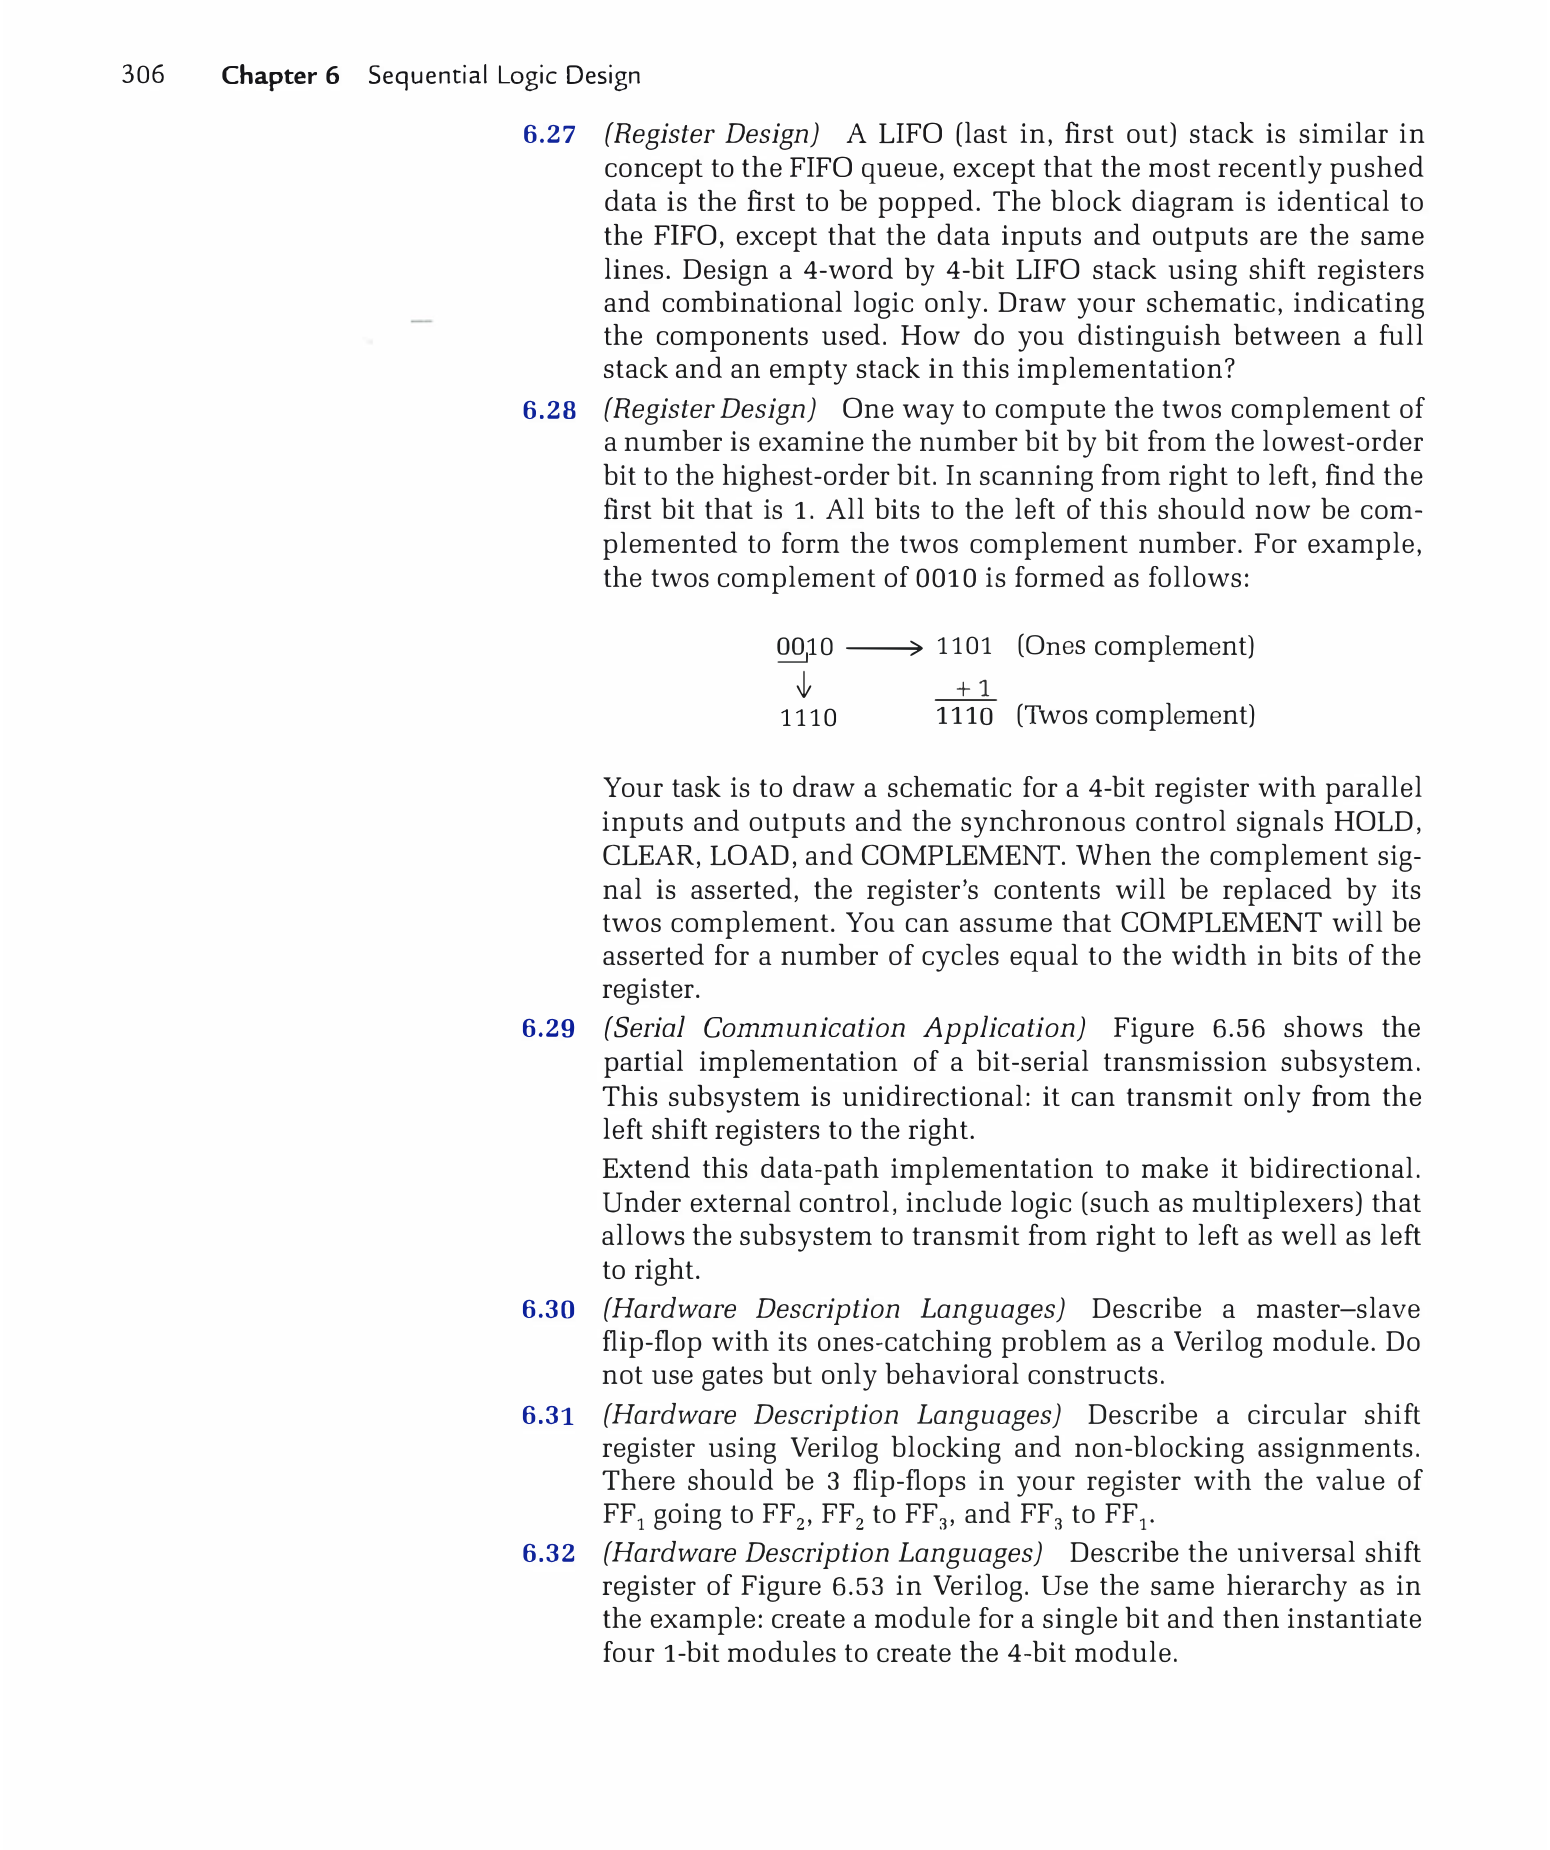 306 Chapter 6 Sequential Logic Design
6.27 (Register Design) A LIFO (last in, first out) stack is similar in
concept to the FIFO queue, except that the most recently pushed
data is the first to be popped. The block diagram is identical to
the FIFO, except that the data inputs and outputs are the same
lines. Design a 4-word by 4-bit LIFO stack using shift registers
and combinational logic only. Draw your schematic, indicating
the components used. How do you distinguish between a full
stack and an empty stack in this implementation?
6.28 (Register Design) One way to compute the twos complement of
a number is examine the number bit by bit from the lowest-order
bit to the highest-order bit. In scanning from right to left, find the
first bit that is 1. All bits to the left of this should now be com-
plemented to form the twos complement number. For example,
the twos complement of 0010 is formed as follows:
0010 ⟶ 1101 (Ones complement)
↓ + 1
1110 1110 (Twos complement)
Your task is to draw a schematic for a 4-bit register with parallel
inputs and outputs and the synchronous control signals HOLD,
CLEAR, LOAD, and COMPLEMENT. When the complement sig-
nal is asserted, the register's contents will be replaced by its
twos complement. You can assume that COMPLEMENT will be
asserted for a number of cycles equal to the width in bits of the
register.
6.29 (Serial Communication Application) Figure 6.56 shows the
partial implementation of a bit-serial transmission subsystem.
This subsystem is unidirectional: it can transmit only from the
left shift registers to the right.
Extend this data-path implementation to make it bidirectional.
Under external control, include logic (such as multiplexers) that
allows the subsystem to transmit from right to left as well as left
to right.
6.30 (Hardware Description Languages) Describe a master–slave
flip-flop with its ones-catching problem as a Verilog module. Do
not use gates but only behavioral constructs.
6.31 (Hardware Description Languages) Describe a circular shift
register using Verilog blocking and non-blocking assignments.
There should be 3 flip-flops in your register with the value of
FF₁ going to FF₂, FF₂ to FF₃, and FF₃ to FF₁.
6.32 (Hardware Description Languages) Describe the universal shift
register of Figure 6.53 in Verilog. Use the same hierarchy as in
the example: create a module for a single bit and then instantiate
four 1-bit modules to create the 4-bit module.